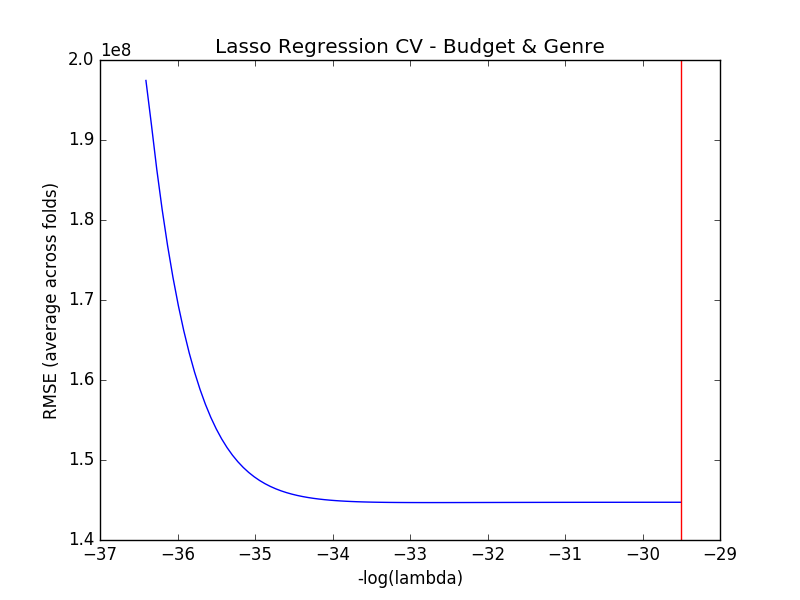 Lasso Regression CV - Budget & Genre
1e8
2.0
1.9
1.8
1.7
1.6
1.5
1.4
RMSE (average across folds)
−37 −36 −35 −34 −33 −32 −31 −30 −29
-log(lambda)